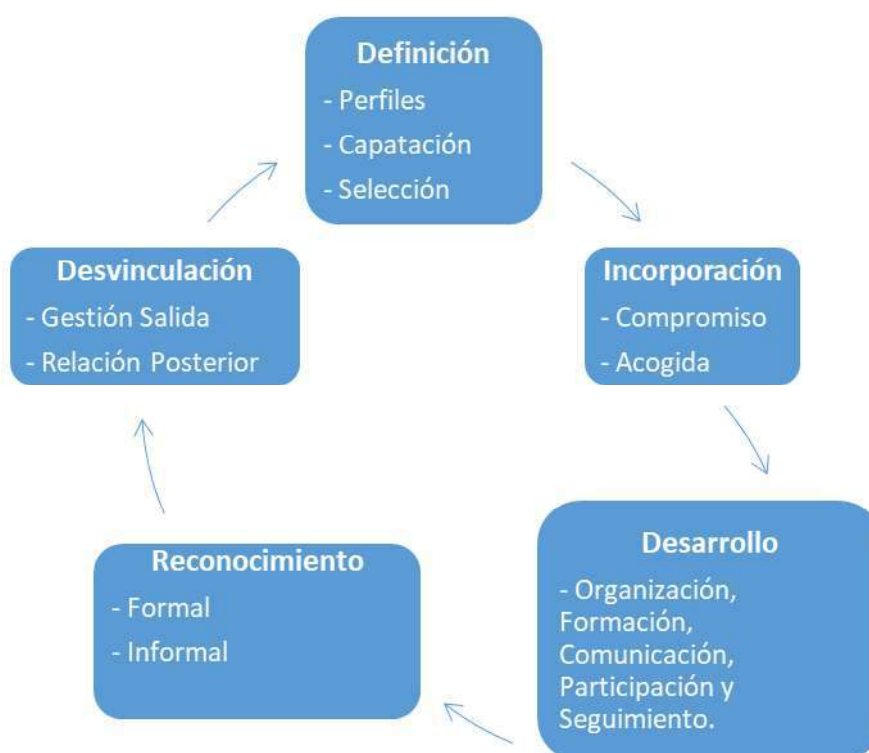 Definición
- Perfiles
- Capatación
- Selección
Incorporación
- Compromiso
- Acogida
Desarrollo
- Organización,
Formación,
Comunicación,
Participación y
Seguimiento.
Reconocimiento
- Formal
- Informal
Desvinculación
- Gestión Salida
- Relación Posterior